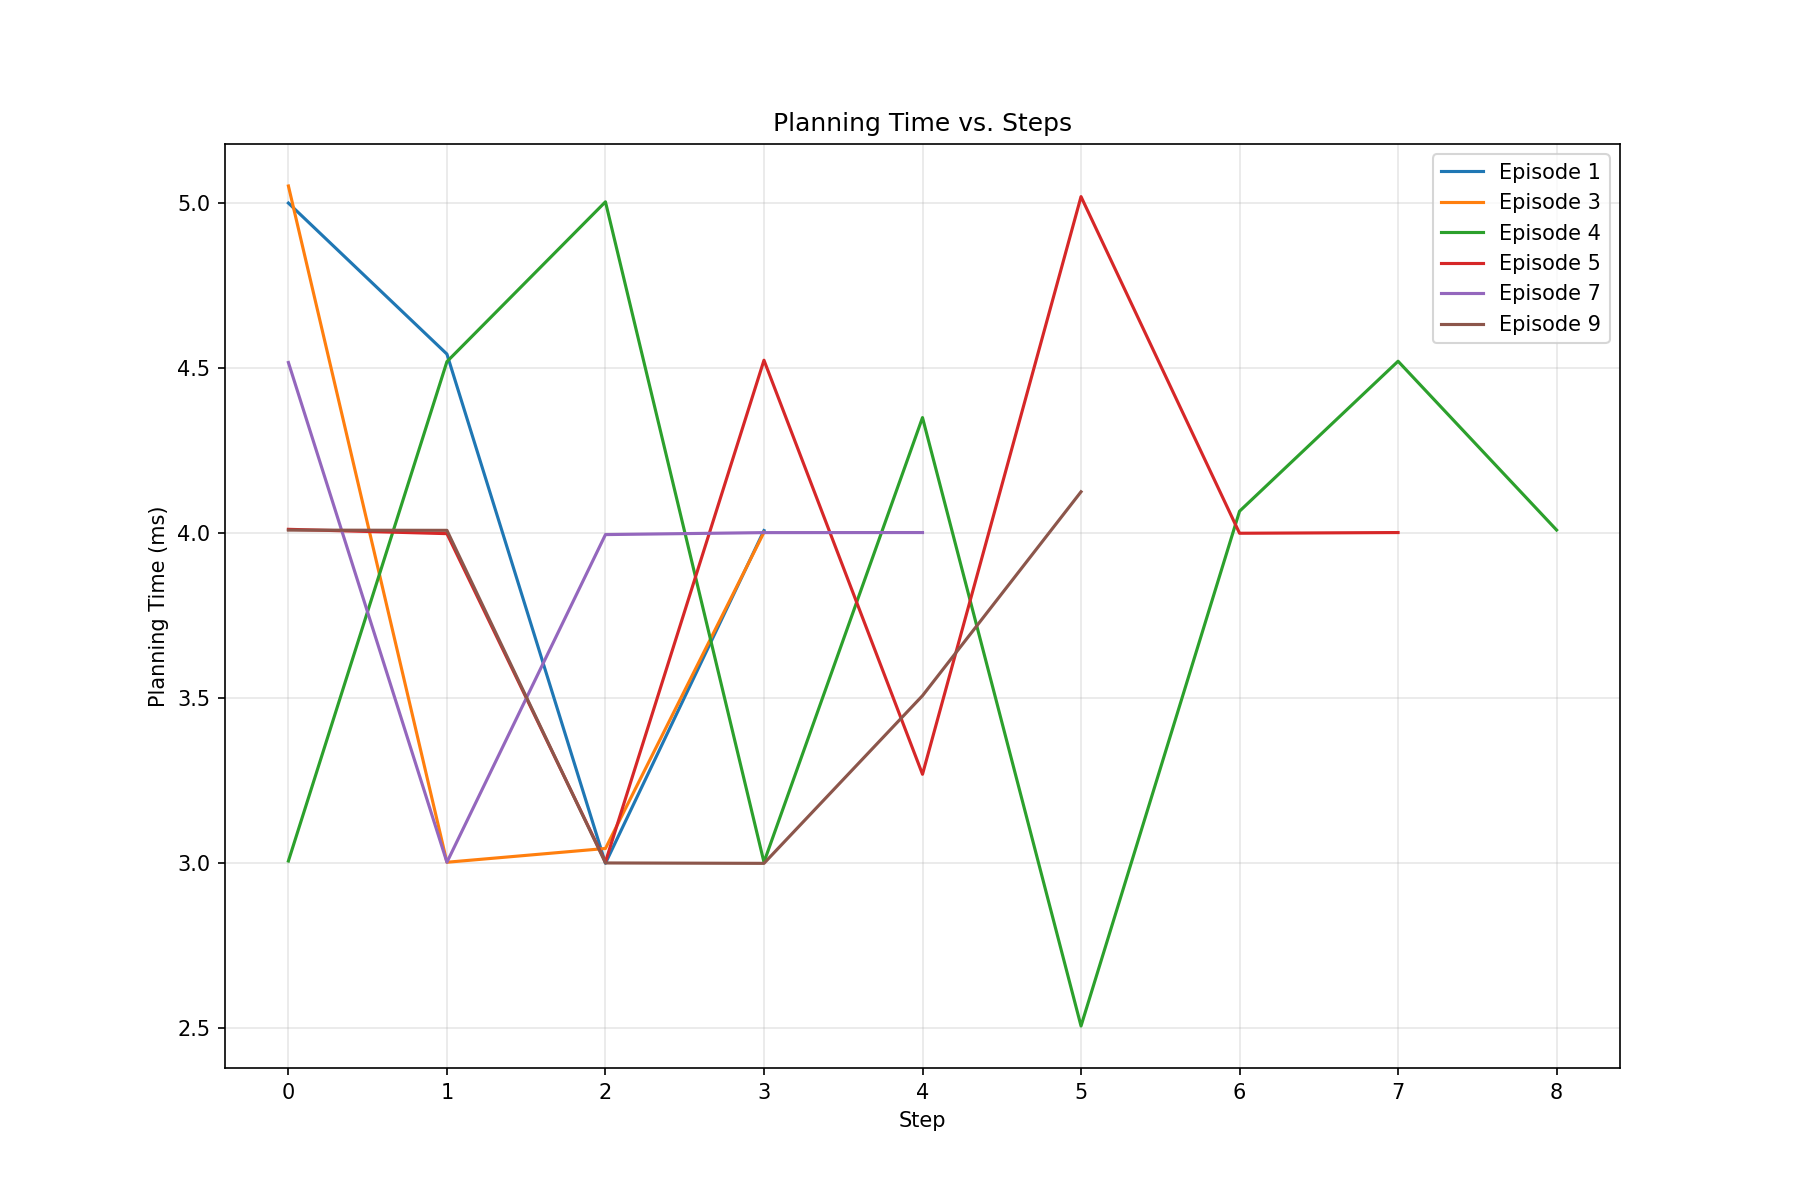 Planning Time vs. Steps
Planning Time (ms)
5.0
4.5
4.0
3.5
3.0
2.5
Episode 1
Episode 3
Episode 4
Episode 5
Episode 7
Episode 9
0 1 2 3 4 5 6 7 8
Step